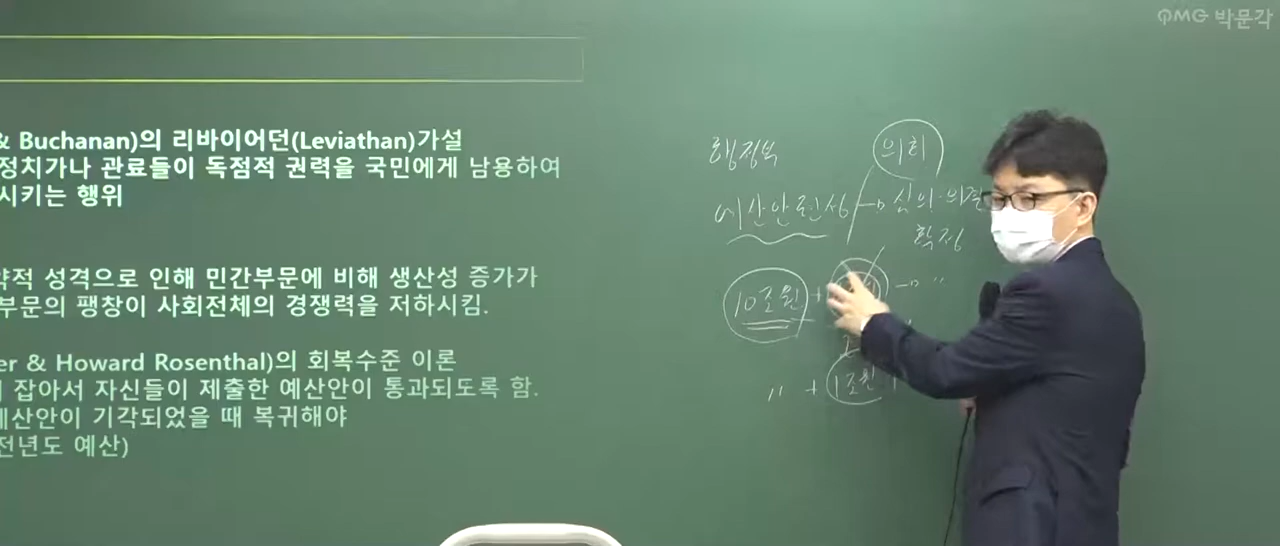 PMG 박문각
& Buchanan)의 리바이어던(Leviathan)가설
정치가나 관료들이 독점적 권력을 국민에게 남용하여
시키는 행위
약적 성격으로 인해 민간부문에 비해 생산성 증가가
부문의 팽창이 사회전체의 경쟁력을 저하시킴.
er & Howard Rosenthal)의 회복수준 이론
잡아서 자신들이 제출한 예산안이 통과되도록 함.
예산안이 기각되었을 때 복귀해야
전년도 예산)
행정부 의회
예산안 편성 → 심의·의결
확정
10조원 + → "
" + 1조원